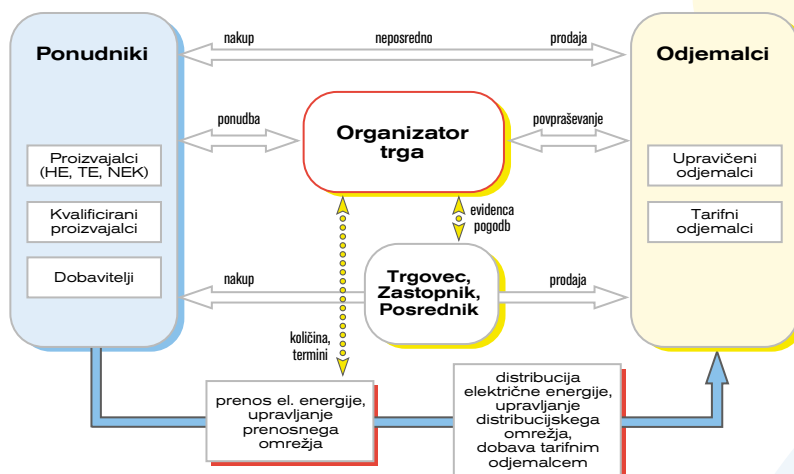 Ponudniki
nakup
neposredno
prodaja
Odjemalci
ponudba
Organizator
trga
povpraševanje
Proizvajalci
(HE, TE, NEK)
Kvalificirani
proizvajalci
Dobavitelji
Upravičeni
odjemalci
Tarifni
odjemalci
evidenca
pogodb
nakup
Trgovec,
Zastopnik,
Posrednik
prodaja
količina,
termini
prenos el. energije,
upravljanje
prenosnega
omrežja
distribucija
električne energije,
upravljanje
distribucijskega
omrežja,
dobava tarifnim
odjemalcem